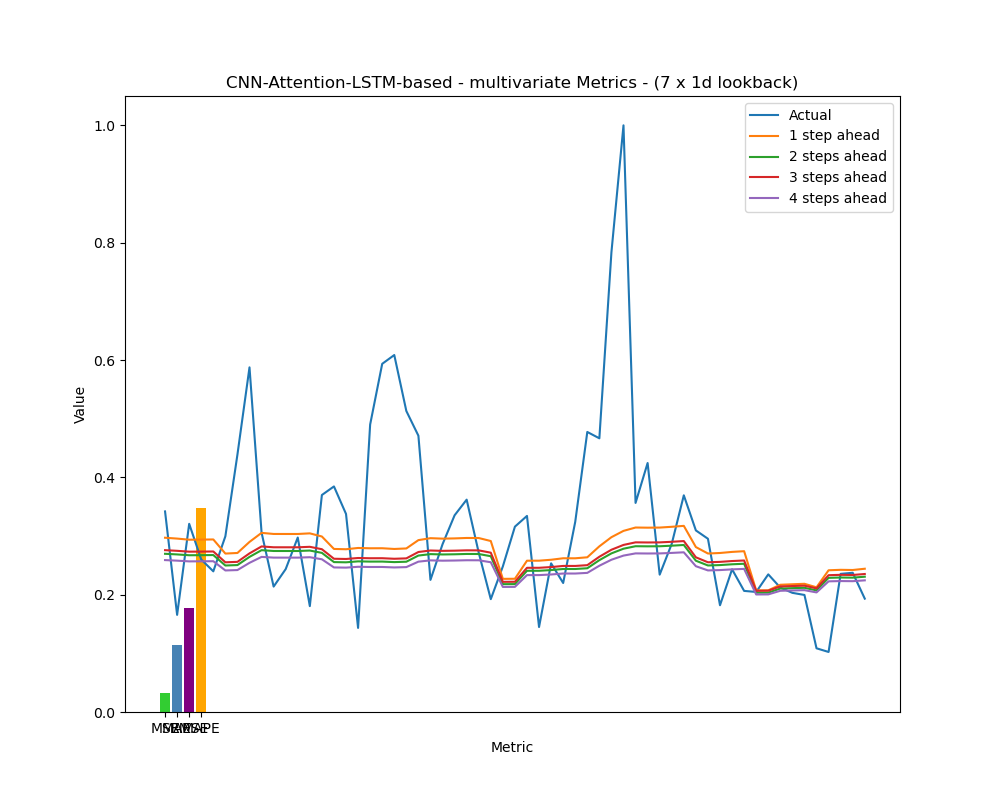 CNN-Attention-LSTM-based - multivariate Metrics - (7 x 1d lookback)
Actual
1 step ahead
2 steps ahead
3 steps ahead
4 steps ahead
1.0
0.8
0.6
0.4
0.2
0.0
Value
Metric